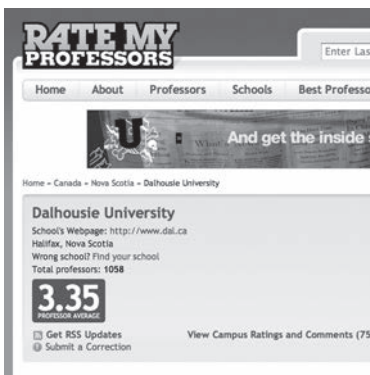 RATE MY
PROFESSORS
Enter Las
Home About Professors Schools Best Professo
U
And get the inside s
Home » Canada » Nova Scotia » Dalhousie University
Dalhousie University
School's Webpage: http://www.dal.ca
Halifax, Nova Scotia
Wrong school? Find your school
Total professors: 1058
3.35
PROFESSOR AVERAGE
Get RSS Updates View Campus Ratings and Comments (75
Submit a Correction